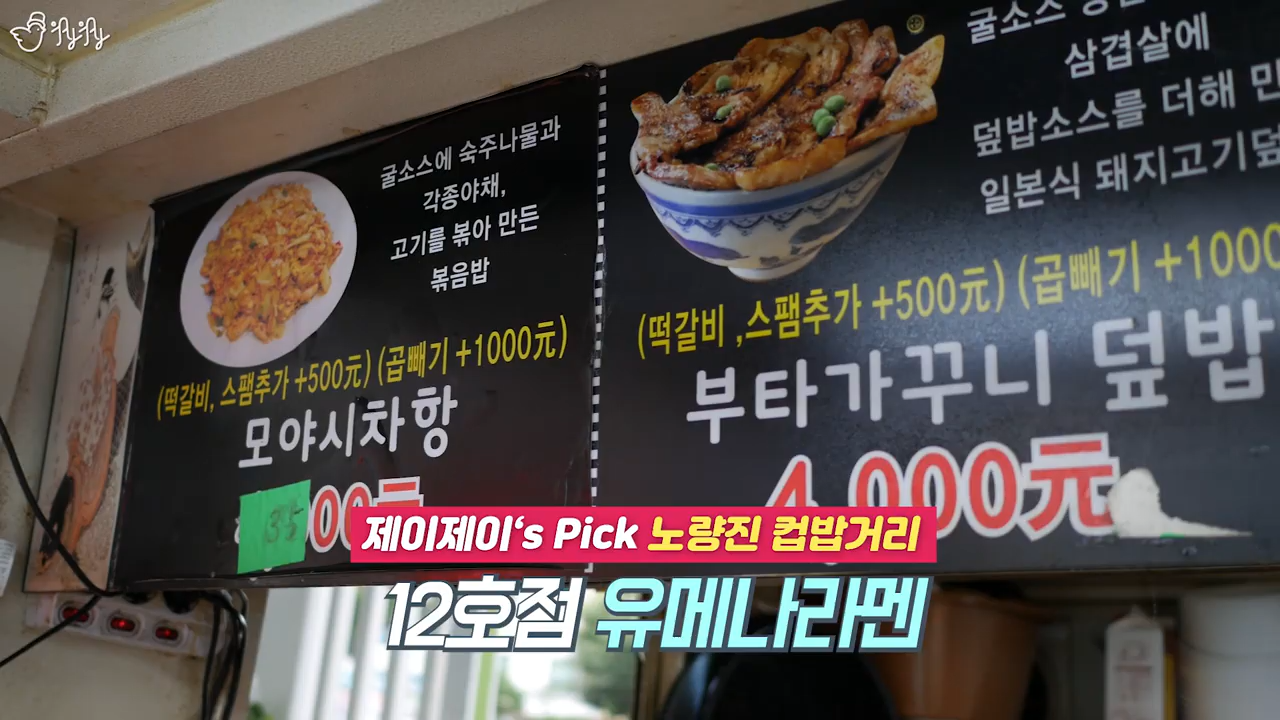 굴소스에 숙주나물과
각종야채,
고기를 볶아 만든
볶음밥
(떡갈비, 스팸추가 +500元) (곱빼기 +1000元)
모야시차항
35
00元
굴소스
삼겹살에
덮밥소스를 더해
일본식 돼지고기덮
(떡갈비 ,스팸추가 +500元) (곱빼기 +1000
부타가꾸니 덮밥
4,000元
제이제이‘s Pick 노량진 컵밥거리
12호점 유메나라멘